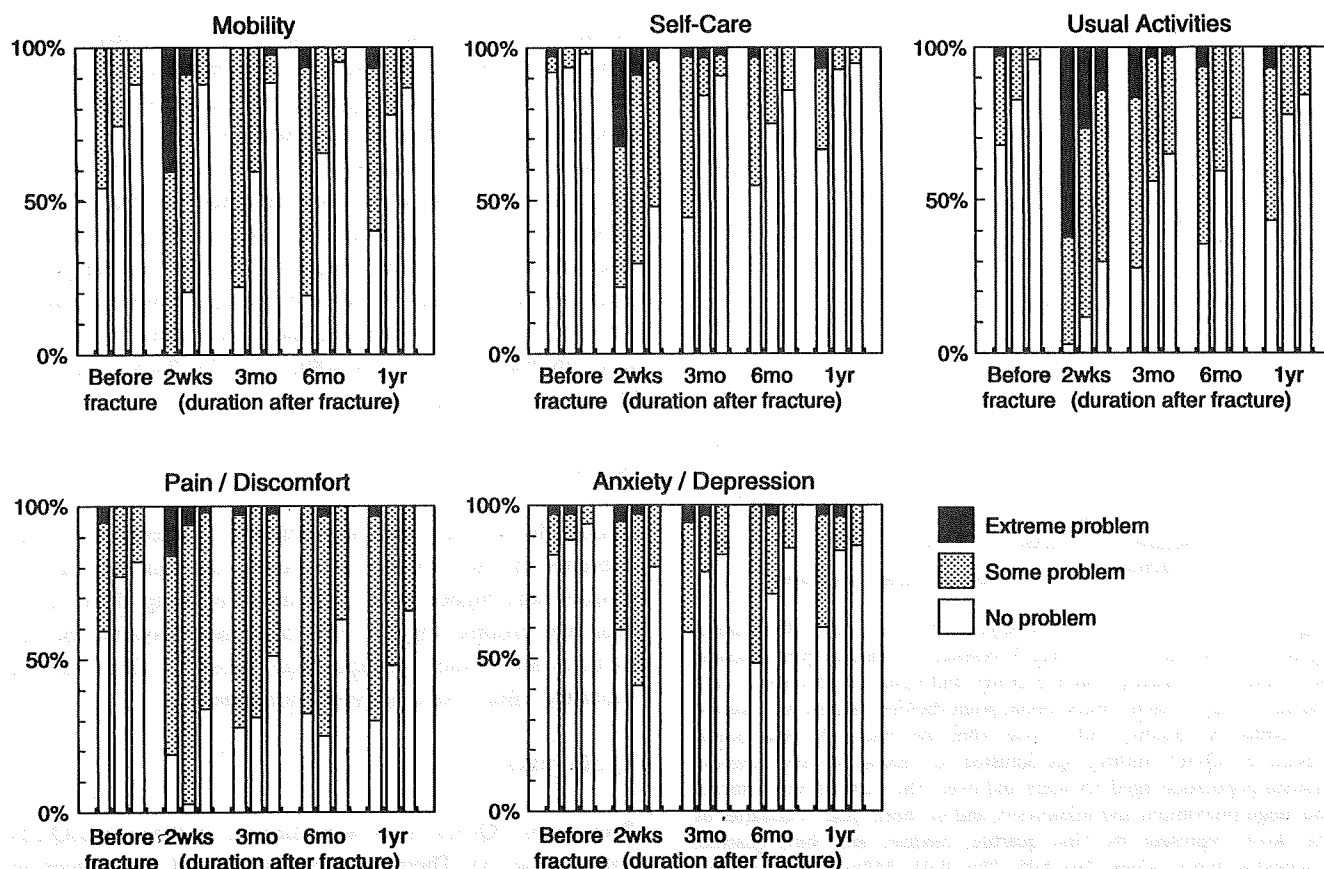 Mobility
100%
50%
0%
Before 2wks 3mo 6mo 1yr
fracture (duration after fracture)
Self-Care
100%
50%
0%
Before 2wks 3mo 6mo 1yr
fracture (duration after fracture)
Usual Activities
100%
50%
0%
Before 2wks 3mo 6mo 1yr
fracture (duration after fracture)
Pain / Discomfort
100%
50%
0%
Before 2wks 3mo 6mo 1yr
fracture (duration after fracture)
Anxiety / Depression
100%
50%
0%
Before 2wks 3mo 6mo 1yr
fracture (duration after fracture)
Extreme problem
Some problem
No problem